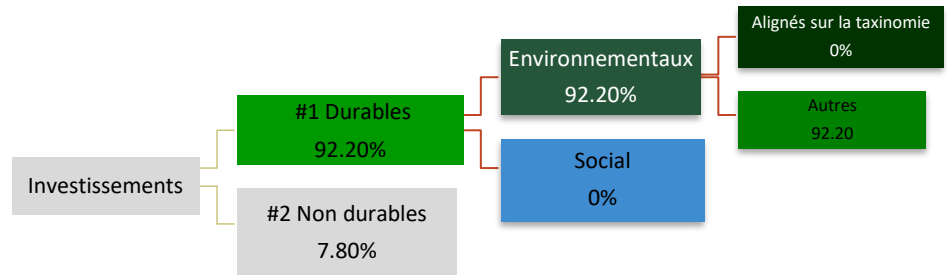 Investissements
#1 Durables
92.20%
#2 Non durables
7.80%
Environnementaux
92.20%
Social
0%
Alignés sur la taxinomie
0%
Autres
92.20